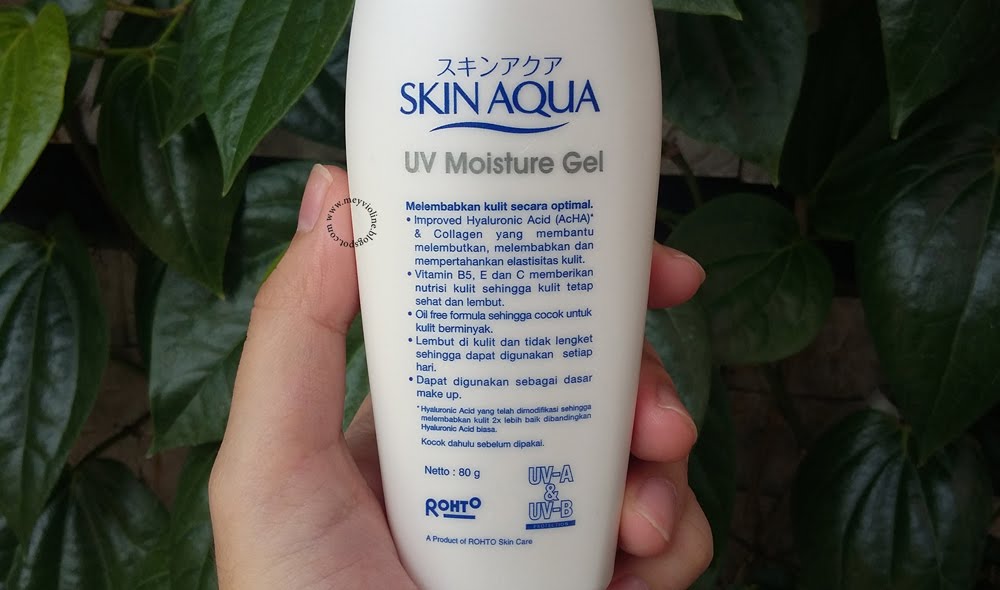 スキンアクア
SKIN AQUA
UV Moisture Gel
Melembabkan kulit secara optimal.
• Improved Hyaluronic Acid (AcHA)*
& Collagen yang membantu
melembutkan, melembabkan dan
mempertahankan elastisitas kulit.
• Vitamin B5, E dan C memberikan
nutrisi kulit sehingga kulit tetap
sehat dan lembut.
• Oil free formula sehingga cocok untuk
kulit berminyak.
• Lembut di kulit dan tidak lengket
sehingga dapat digunakan setiap
hari.
• Dapat digunakan sebagai dasar
make up.
*Hyaluronic Acid yang telah dimodifikasi sehingga
melembabkan kulit 2x lebih baik dibandingkan
Hyaluronic Acid biasa.
Kocok dahulu sebelum dipakai.
Netto : 80 g
UV-A
&
UV-B
PROTECTION
ROHTO
A Product of ROHTO Skin Care
www.meyvioline.blogspot.com